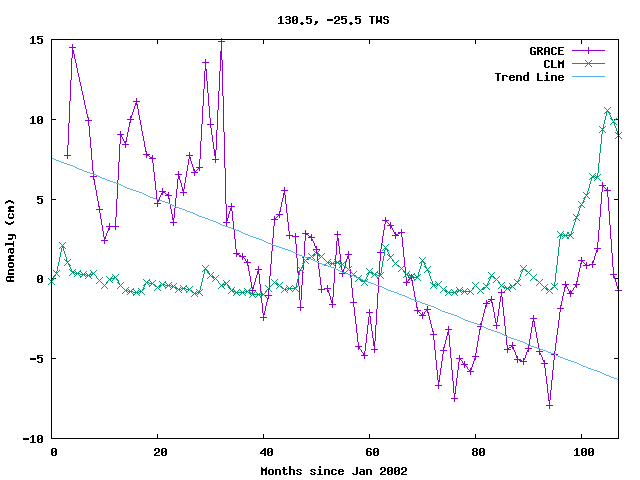 130.5, -25.5 TWS
GRACE
CLM
Trend Line
15
10
5
0
-5
-10
Anomaly (cm)
0 20 40 60 80 100
Months since Jan 2002